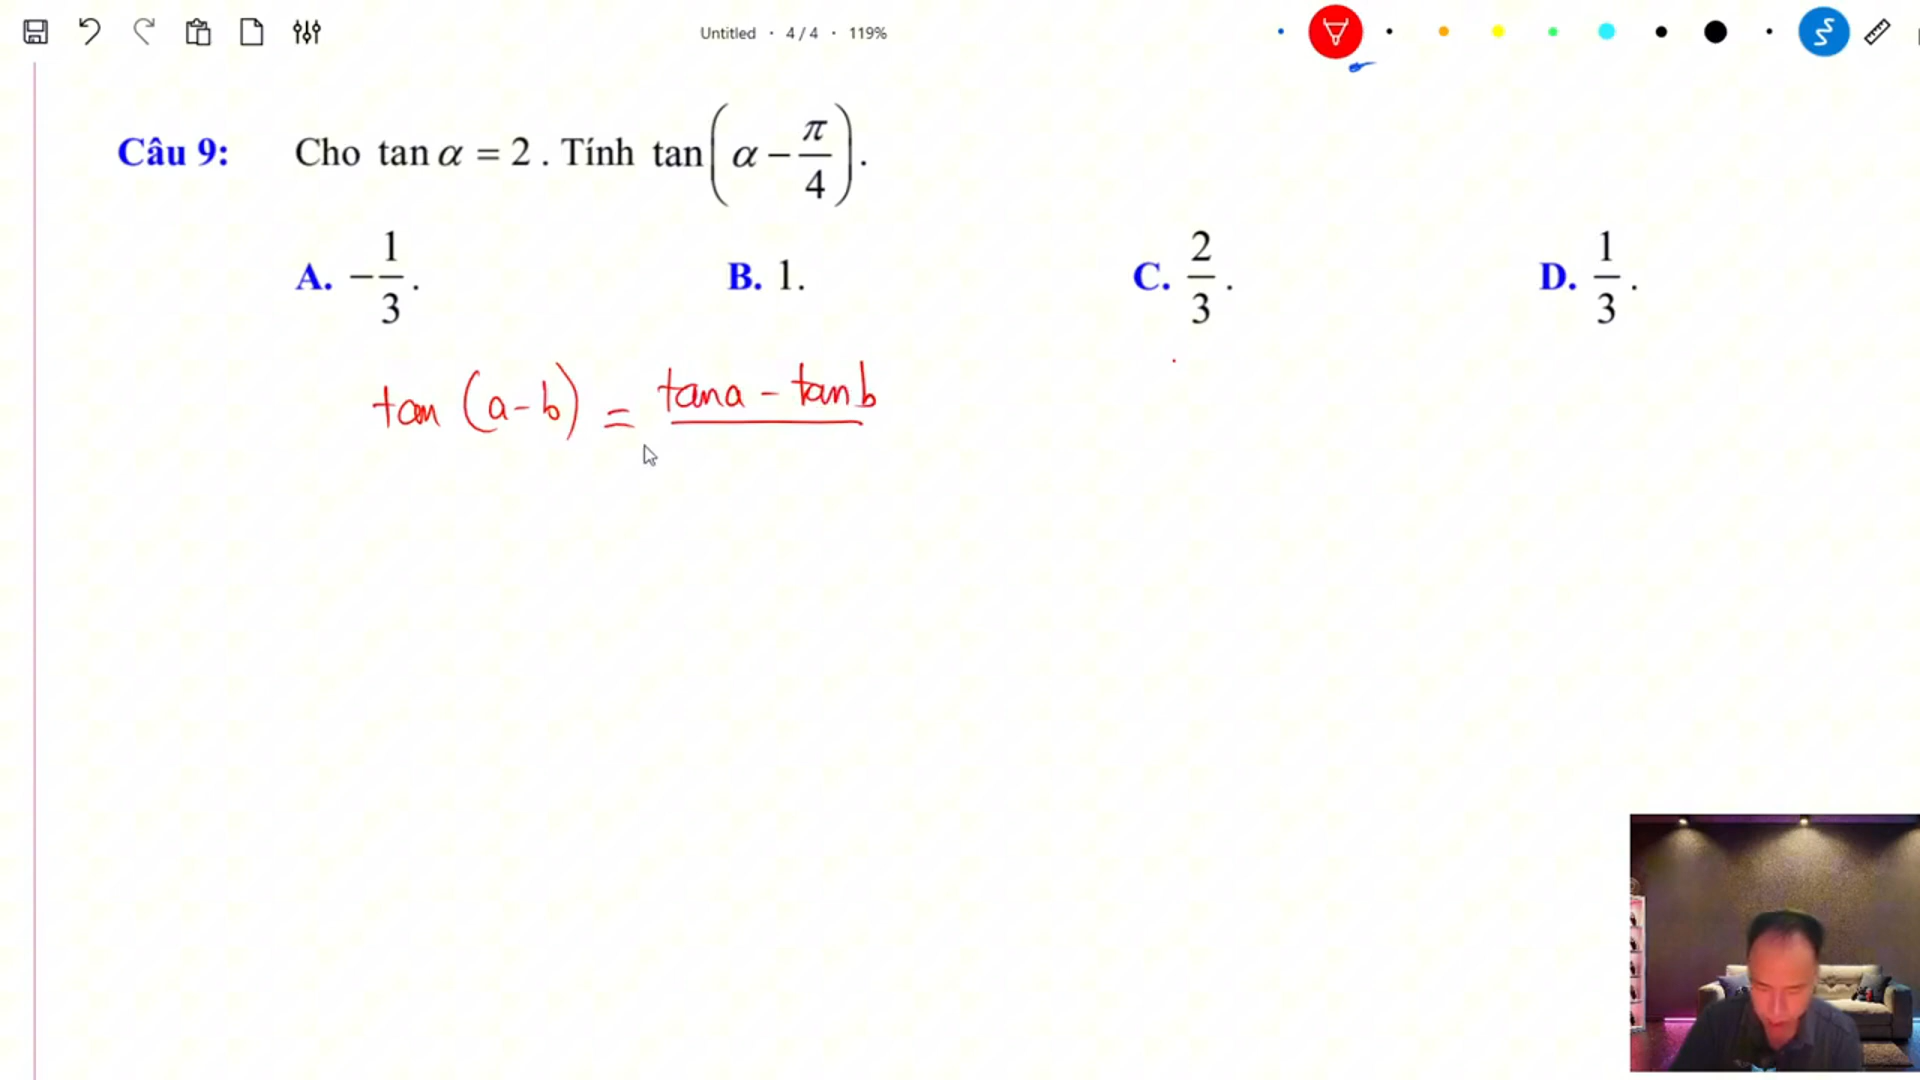 Untitled · 4 / 4 · 119%
Câu 9: Cho tan α = 2 . Tính tan(α − π/4).
A. −1/3. B. 1. C. 2/3. D. 1/3.
tan (a-b) = tana - tanb